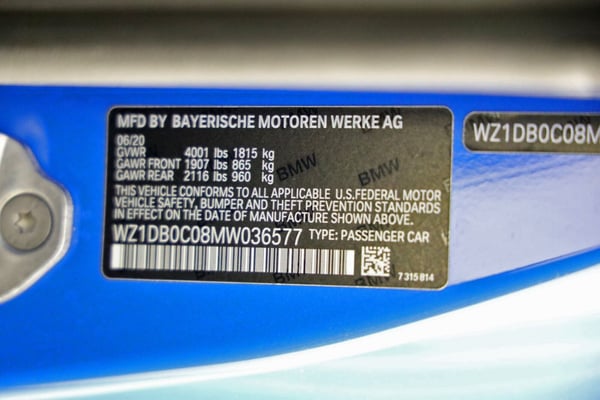 MFD BY BAYERISCHE MOTOREN WERKE AG
06/20
GVWR 4001 lbs 1815 kg
GAWR FRONT 1907 lbs 865 kg
GAWR REAR 2116 lbs 960 kg
THIS VEHICLE CONFORMS TO ALL APPLICABLE U.S.FEDERAL MOTOR
VEHICLE SAFETY, BUMPER AND THEFT PREVENTION STANDARDS
IN EFFECT ON THE DATE OF MANUFACTURE SHOWN ABOVE.
WZ1DB0C08MW036577 TYPE: PASSENGER CAR
7 315 814
BMW
BMW
BMW
WZ1DB0C08M